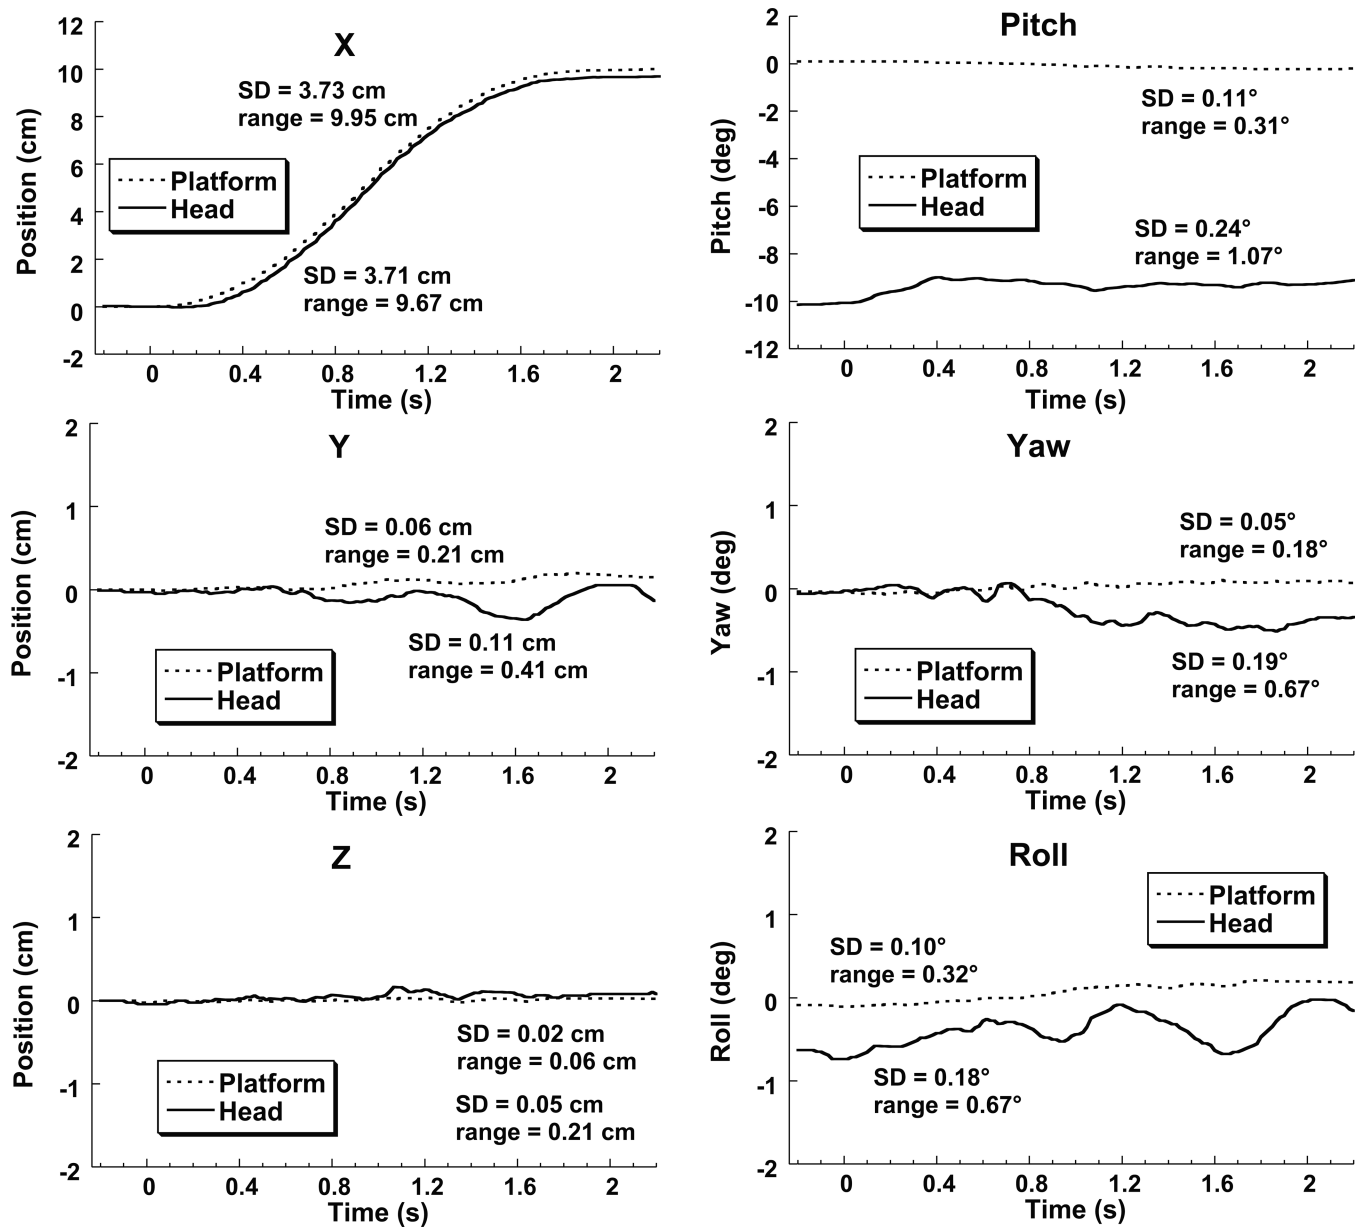 X
12
10
8
6
4
2
0
-2
Position (cm)
SD = 3.73 cm
range = 9.95 cm
Platform
Head
SD = 3.71 cm
range = 9.67 cm
0 0.4 0.8 1.2 1.6 2
Time (s)
Pitch
2
0
-2
-4
-6
-8
-10
-12
Pitch (deg)
SD = 0.11°
range = 0.31°
Platform
Head
SD = 0.24°
range = 1.07°
0 0.4 0.8 1.2 1.6 2
Time (s)
Y
2
1
0
-1
-2
Position (cm)
SD = 0.06 cm
range = 0.21 cm
SD = 0.11 cm
range = 0.41 cm
Platform
Head
0 0.4 0.8 1.2 1.6 2
Time (s)
Yaw
2
1
0
-1
-2
Yaw (deg)
SD = 0.05°
range = 0.18°
SD = 0.19°
range = 0.67°
Platform
Head
0 0.4 0.8 1.2 1.6 2
Time (s)
Z
2
1
0
-1
-2
Position (cm)
SD = 0.02 cm
range = 0.06 cm
Platform
Head
SD = 0.05 cm
range = 0.21 cm
0 0.4 0.8 1.2 1.6 2
Time (s)
Roll
2
1
0
-1
-2
Roll (deg)
Platform
Head
SD = 0.10°
range = 0.32°
SD = 0.18°
range = 0.67°
0 0.4 0.8 1.2 1.6 2
Time (s)